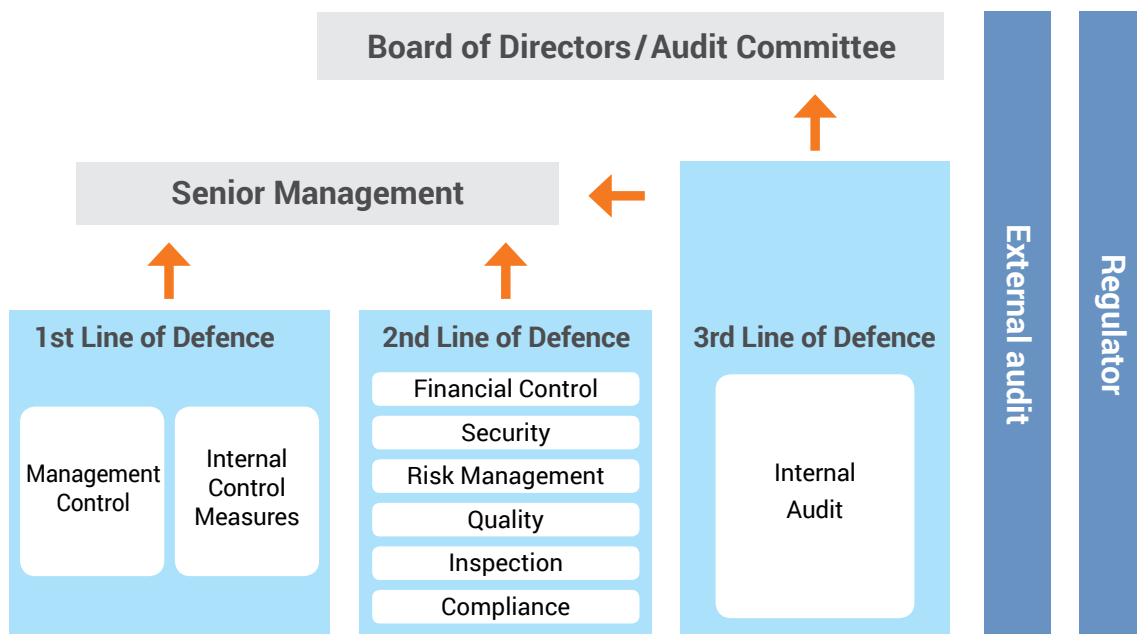 Board of Directors/Audit Committee
Senior Management
1st Line of Defence
Management
Control
Internal
Control
Measures
2nd Line of Defence
Financial Control
Security
Risk Management
Quality
Inspection
Compliance
3rd Line of Defence
Internal
Audit
External audit
Regulator